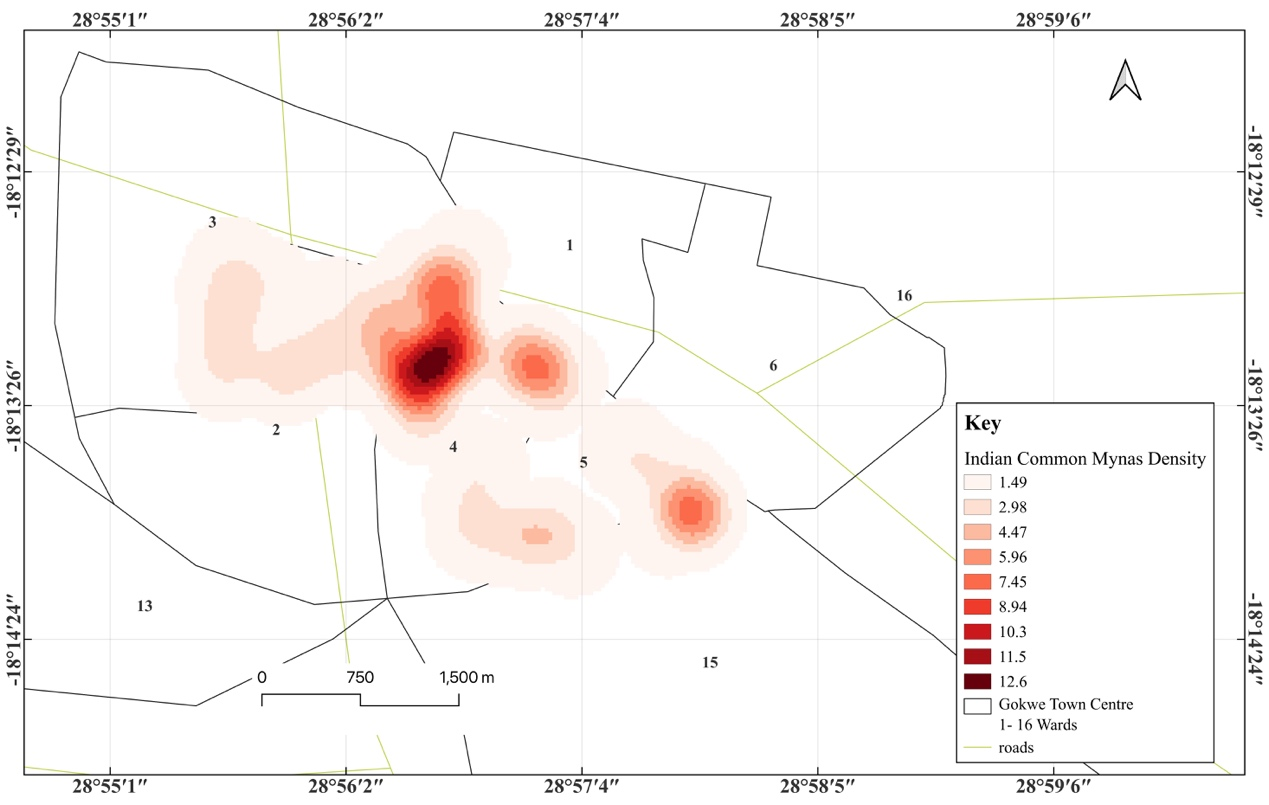 28°55′1″ 28°56′2″ 28°57′4″ 28°58′5″ 28°59′6″
-18°12′29″ -18°12′29″
3
1
16
6
-18°13′26″ -18°13′26″
2
4
5
13
15
-18°14′24″ -18°14′24″
0 750 1,500 m
Key
Indian Common Mynas Density
1.49
2.98
4.47
5.96
7.45
8.94
10.3
11.5
12.6
Gokwe Town Centre
1- 16 Wards
roads
28°55′1″ 28°56′2″ 28°57′4″ 28°58′5″ 28°59′6″